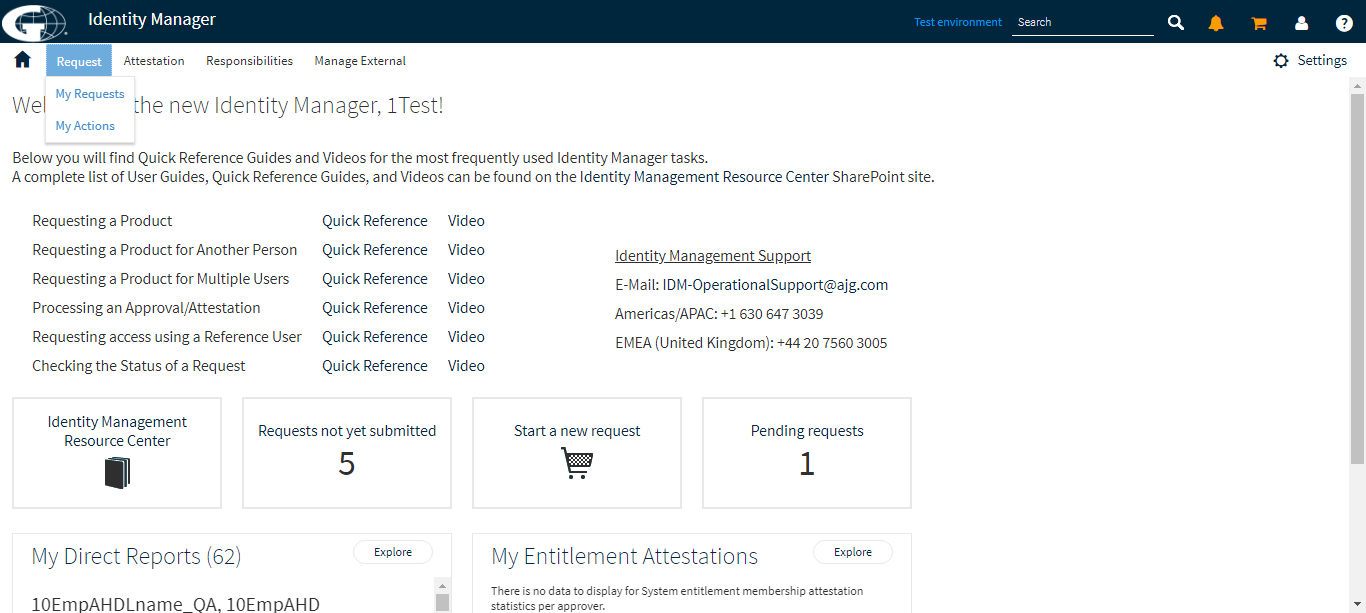 Identity Manager
Test environment
Search
Request
Attestation
Responsibilities
Manage External
Settings
My Requests
My Actions
Wel the new Identity Manager, 1Test!
Below you will find Quick Reference Guides and Videos for the most frequently used Identity Manager tasks.
A complete list of User Guides, Quick Reference Guides, and Videos can be found on the Identity Management Resource Center SharePoint site.
Requesting a Product Quick Reference Video
Requesting a Product for Another Person Quick Reference Video
Requesting a Product for Multiple Users Quick Reference Video
Processing an Approval/Attestation Quick Reference Video
Requesting access using a Reference User Quick Reference Video
Checking the Status of a Request Quick Reference Video
Identity Management Support
E-Mail: IDM-OperationalSupport@ajg.com
Americas/APAC: +1 630 647 3039
EMEA (United Kingdom): +44 20 7560 3005
Identity Management
Resource Center
Requests not yet submitted
5
Start a new request
Pending requests
1
My Direct Reports (62)
Explore
10EmpAHDLname_QA, 10EmpAHD
My Entitlement Attestations
Explore
There is no data to display for System entitlement membership attestation
statistics per approver.